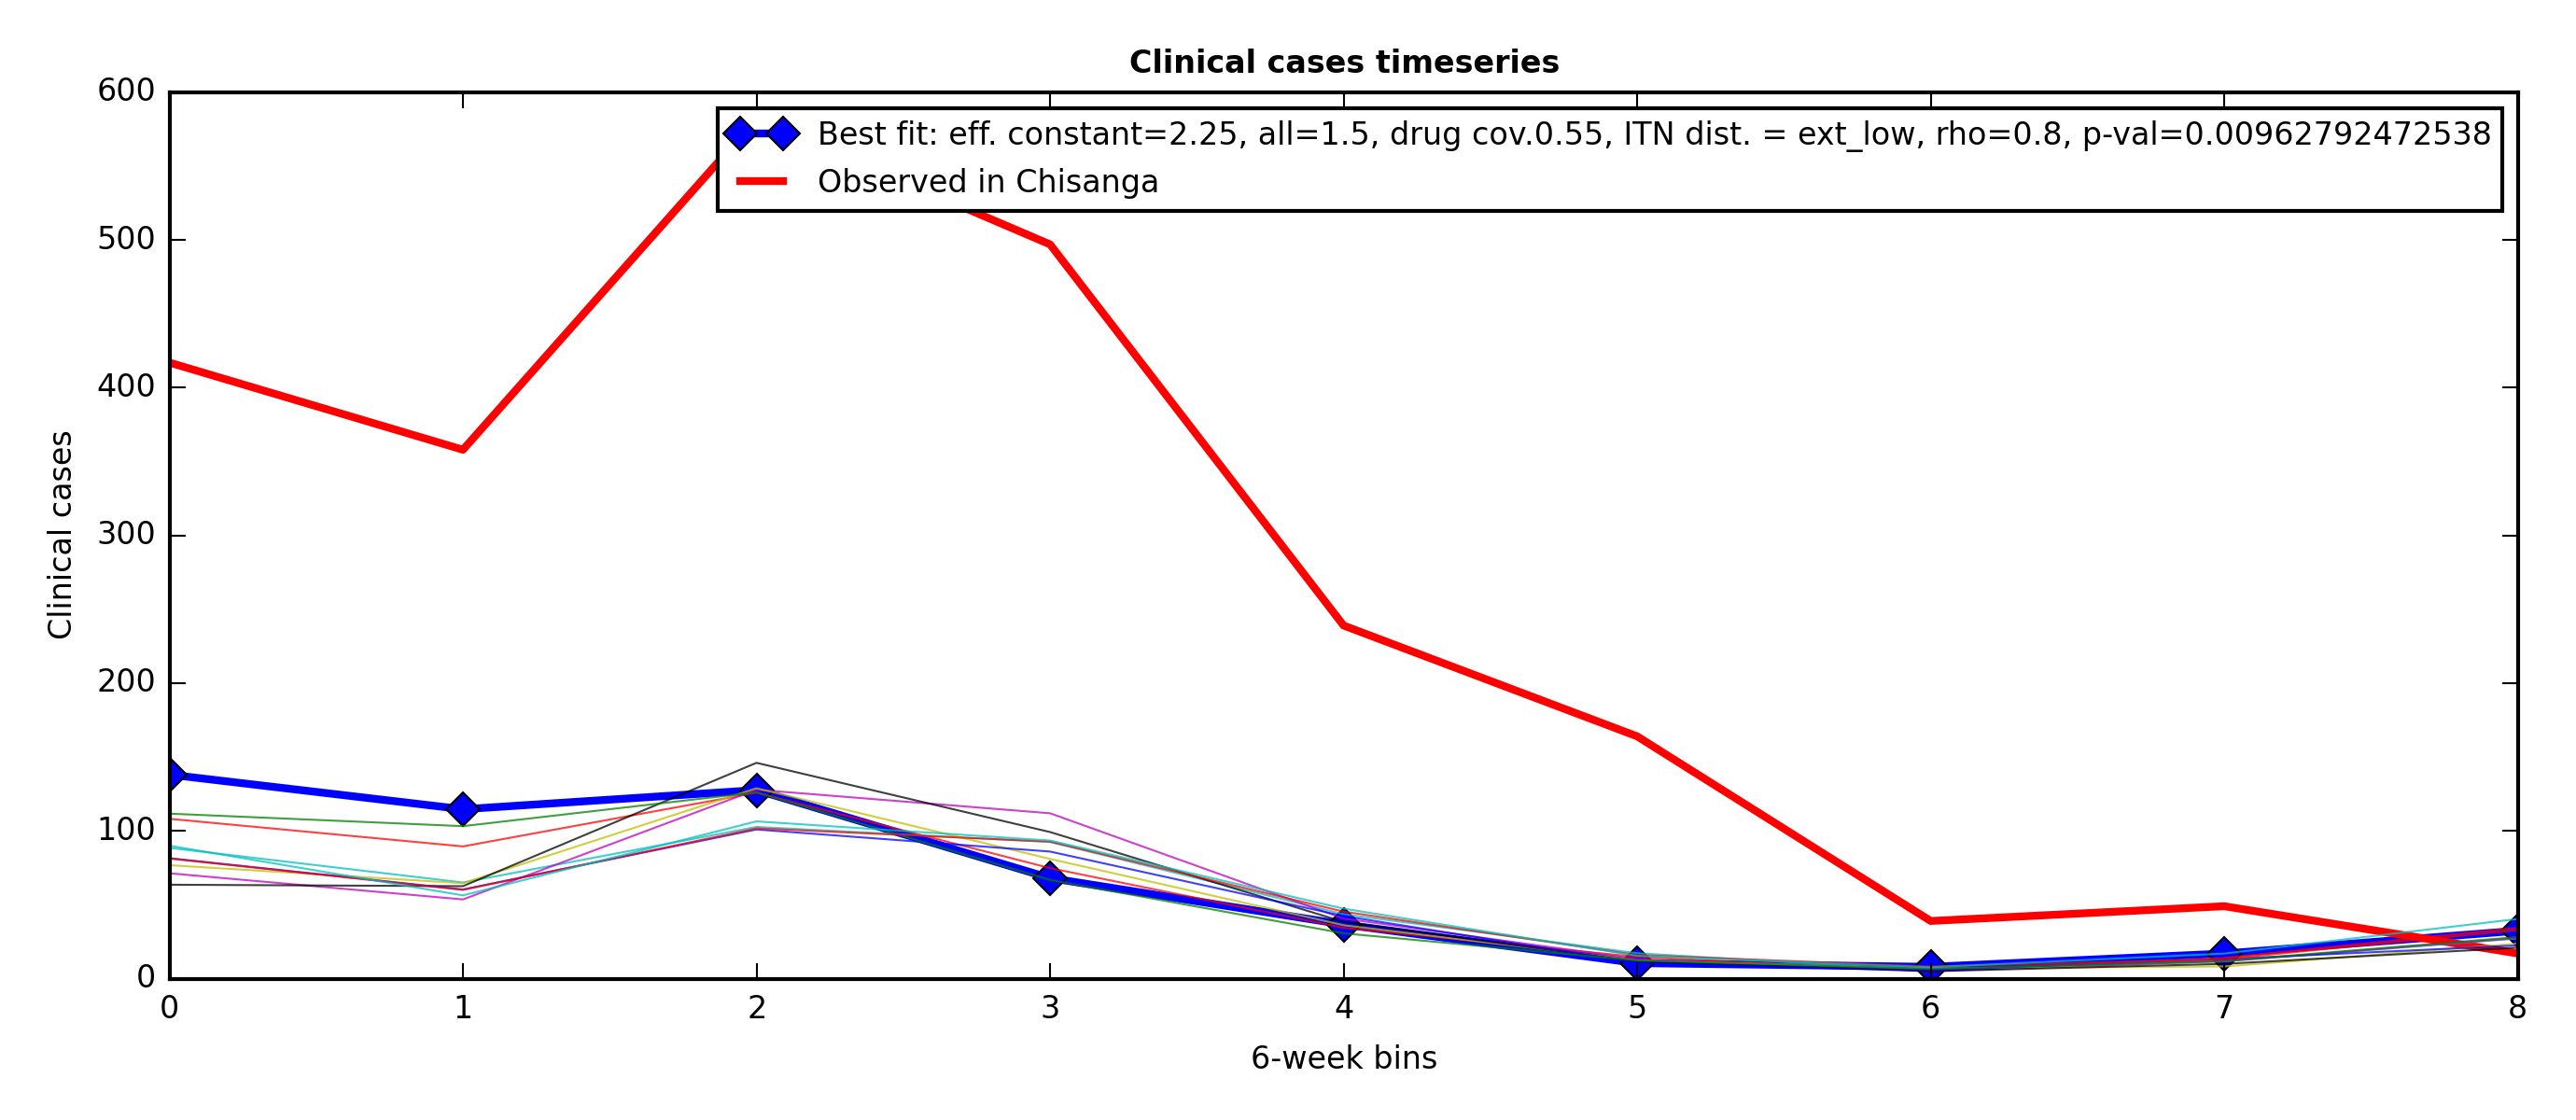 Clinical cases timeseries
600
500
400
300
200
100
0
Clinical cases
Best fit: eff. constant=2.25, all=1.5, drug cov.0.55, ITN dist. = ext_low, rho=0.8, p-val=0.00962792472538
Observed in Chisanga
0 1 2 3 4 5 6 7 8
6-week bins